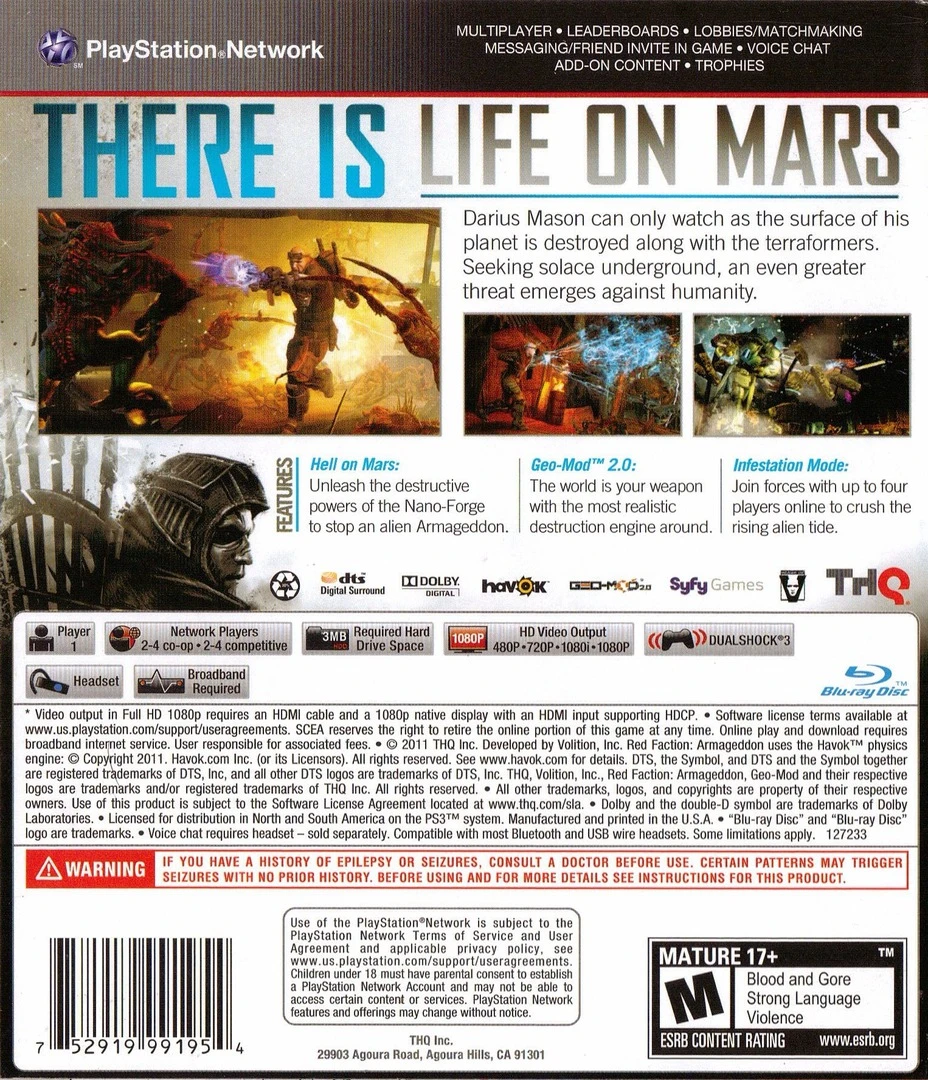 PlayStation®Network
SM
MULTIPLAYER • LEADERBOARDS • LOBBIES/MATCHMAKING
MESSAGING/FRIEND INVITE IN GAME • VOICE CHAT
ADD-ON CONTENT • TROPHIES
THERE IS LIFE ON MARS
Darius Mason can only watch as the surface of his
planet is destroyed along with the terraformers.
Seeking solace underground, an even greater
threat emerges against humanity.
FEATURES
Hell on Mars:
Unleash the destructive
powers of the Nano-Forge
to stop an alien Armageddon.
Geo-Mod™ 2.0:
The world is your weapon
with the most realistic
destruction engine around.
Infestation Mode:
Join forces with up to four
players online to crush the
rising alien tide.
dts
Digital Surround
DOLBY
DIGITAL
havok
GEO-MOD 2.0
Syfy Games
THQ
Player
1
Network Players
2-4 co-op • 2-4 competitive
3MB
Required Hard
Drive Space
1080P
HD Video Output
480P•720P•1080i•1080P
DUALSHOCK®3
Headset
Broadband
Required
Blu-ray Disc™
* Video output in Full HD 1080p requires an HDMI cable and a 1080p native display with an HDMI input supporting HDCP. • Software license terms available at
www.us.playstation.com/support/useragreements. SCEA reserves the right to retire the online portion of this game at any time. Online play and download requires
broadband internet service. User responsible for associated fees. • © 2011 THQ Inc. Developed by Volition, Inc. Red Faction: Armageddon uses the Havok™ physics
engine: © Copyright 2011. Havok.com Inc. (or its Licensors). All rights reserved. See www.havok.com for details. DTS, the Symbol, and DTS and the Symbol together
are registered trademarks of DTS, Inc, and all other DTS logos are trademarks of DTS, Inc. THQ, Volition, Inc., Red Faction: Armageddon, Geo-Mod and their respective
logos are trademarks and/or registered trademarks of THQ Inc. All rights reserved. • All other trademarks, logos, and copyrights are property of their respective
owners. Use of this product is subject to the Software License Agreement located at www.thq.com/sla. • Dolby and the double-D symbol are trademarks of Dolby
Laboratories. • Licensed for distribution in North and South America on the PS3™ system. Manufactured and printed in the U.S.A. • “Blu-ray Disc” and “Blu-ray Disc”
logo are trademarks. • Voice chat requires headset – sold separately. Compatible with most Bluetooth and USB wire headsets. Some limitations apply. 127233
WARNING
IF YOU HAVE A HISTORY OF EPILEPSY OR SEIZURES, CONSULT A DOCTOR BEFORE USE. CERTAIN PATTERNS MAY TRIGGER
SEIZURES WITH NO PRIOR HISTORY. BEFORE USING AND FOR MORE DETAILS SEE INSTRUCTIONS FOR THIS PRODUCT.
7 52919 99195 4
Use of the PlayStation®Network is subject to the
PlayStation Network Terms of Service and User
Agreement and applicable privacy policy, see
www.us.playstation.com/support/useragreements.
Children under 18 must have parental consent to establish
a PlayStation Network Account and may not be able to
access certain content or services. PlayStation Network
features and offerings may change without notice.
THQ Inc.
29903 Agoura Road, Agoura Hills, CA 91301
MATURE 17+ ™
M
Blood and Gore
Strong Language
Violence
ESRB CONTENT RATING www.esrb.org